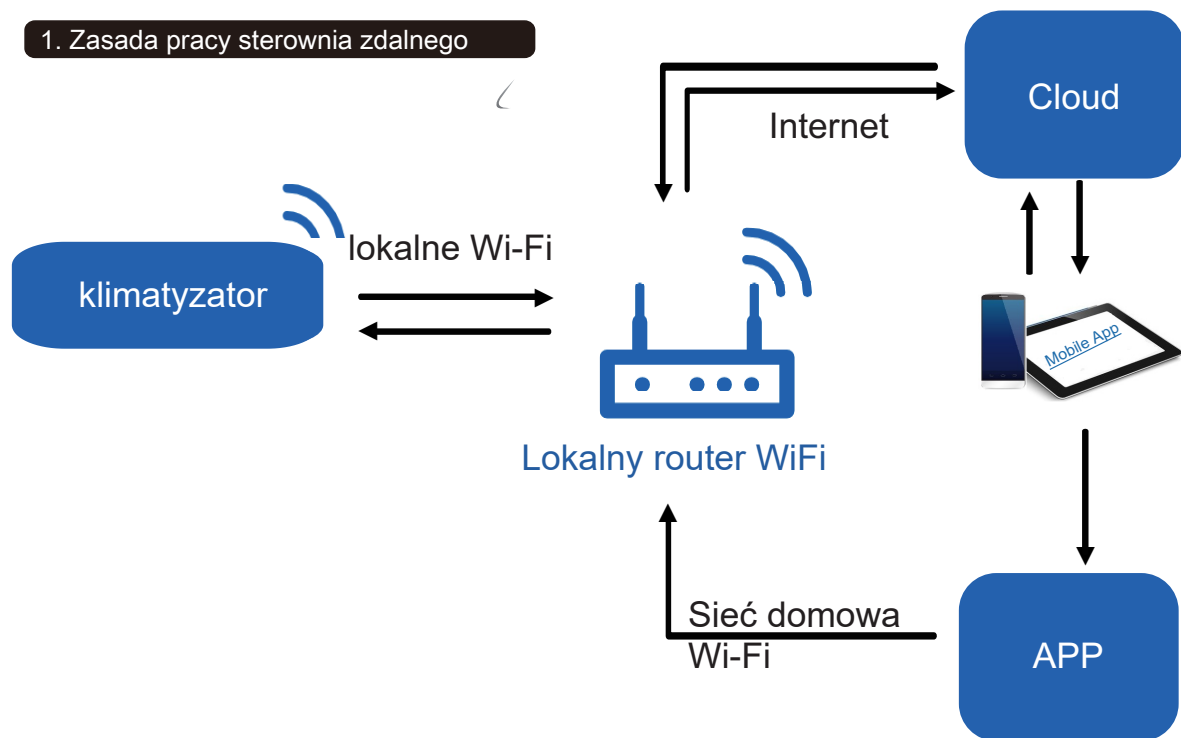 1. Zasada pracy sterownia zdalnego
Cloud
Internet
lokalne Wi-Fi
klimatyzator
Mobile App
Lokalny router WiFi
Sieć domowa
Wi-Fi
APP